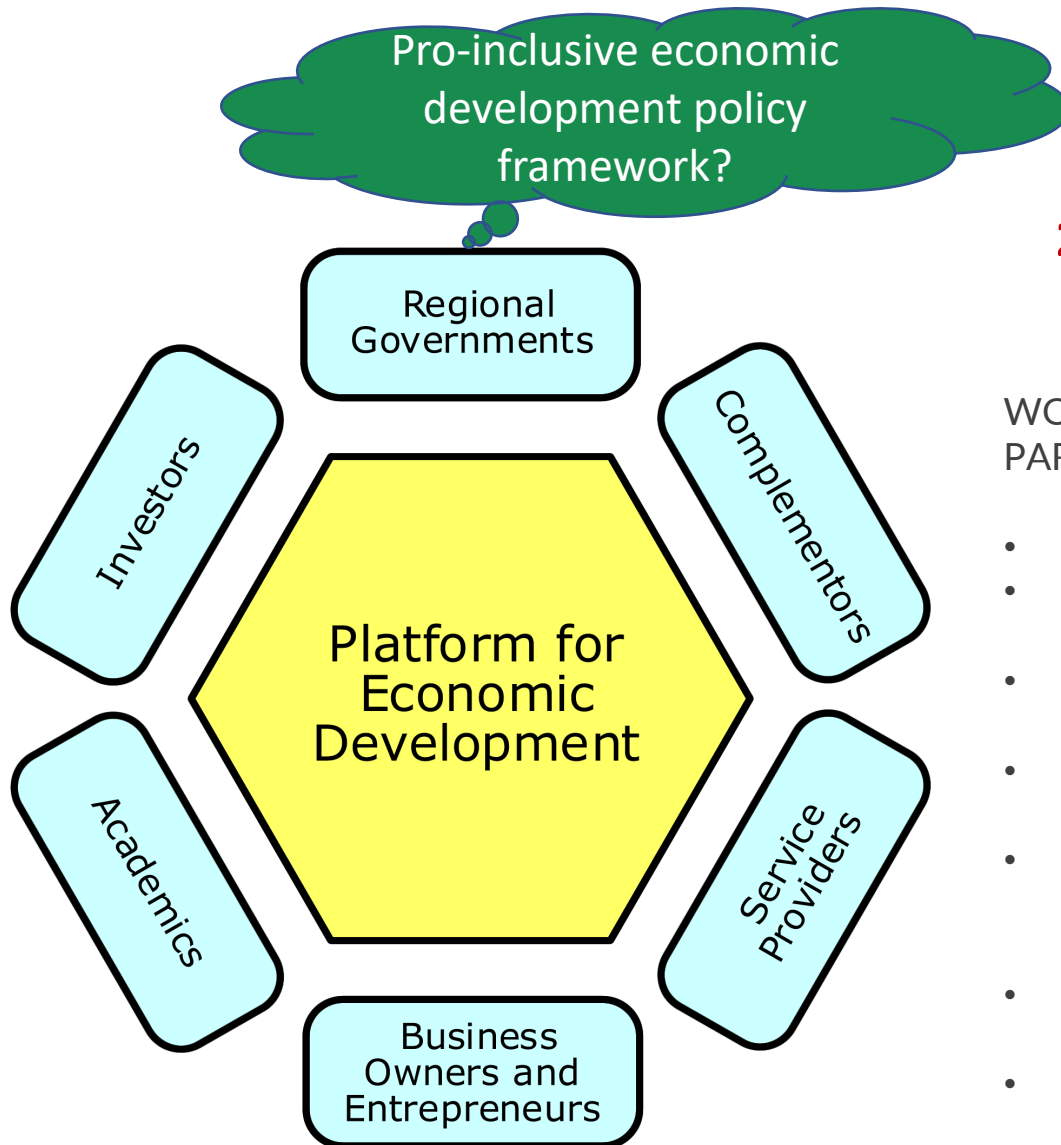 Pro-inclusive economic
development policy
framework?
Regional
Governments
Investors
Complementors
Platform for
Economic
Development
Academics
Service
Providers
Business
Owners and
Entrepreneurs